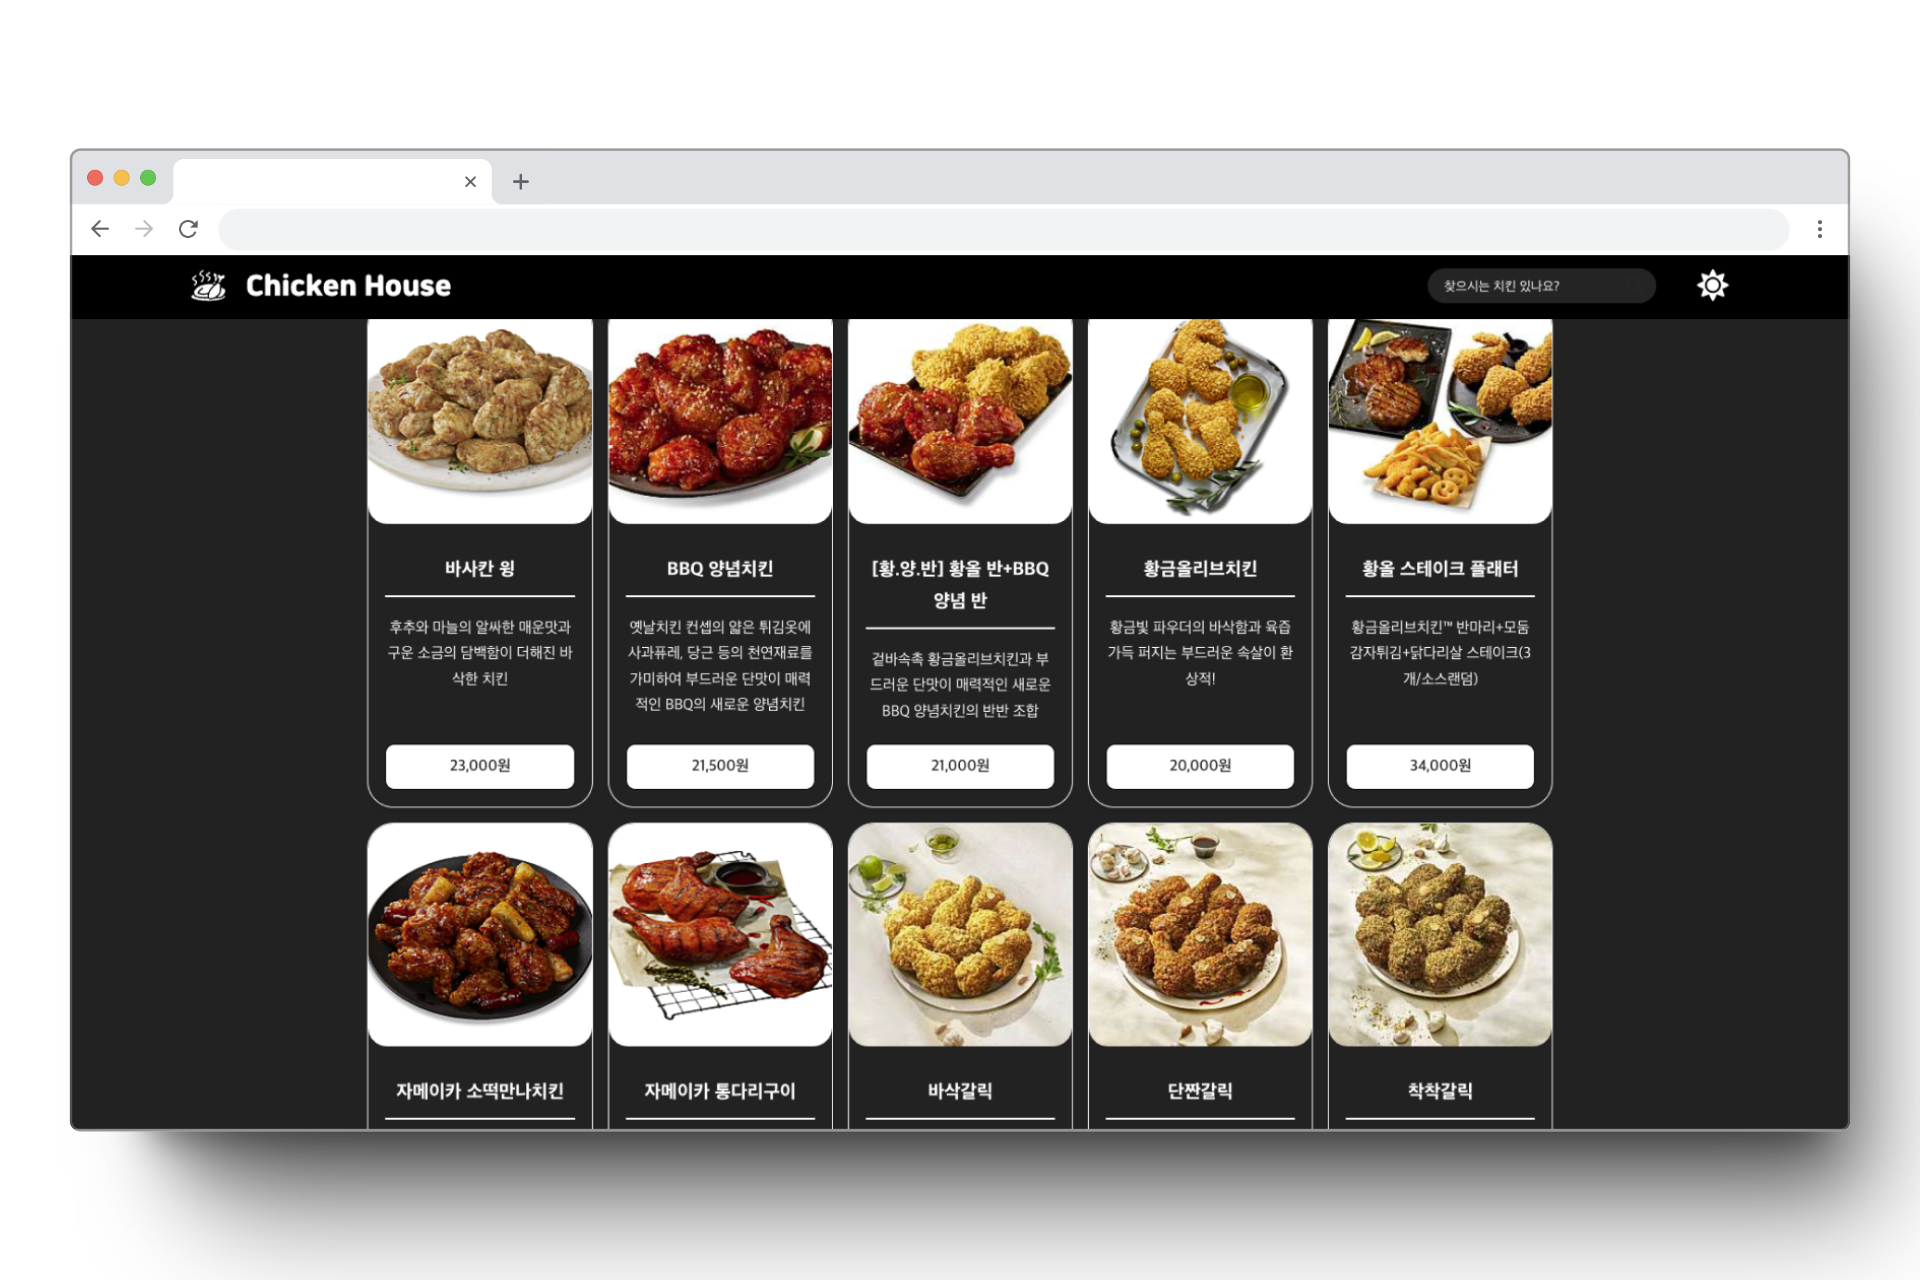 Chicken House
찾으시는 치킨 있나요?
바사칸 윙
후추와 마늘의 알싸한 매운맛과
구운 소금의 담백함이 더해진 바
삭한 치킨
23,000원
BBQ 양념치킨
옛날치킨 컨셉의 얇은 튀김옷에
사과퓨레, 당근 등의 천연재료를
가미하여 부드러운 단맛이 매력
적인 BBQ의 새로운 양념치킨
21,500원
[황.양.반] 황올 반+BBQ
양념 반
겉바속촉 황금올리브치킨과 부
드러운 단맛이 매력적인 새로운
BBQ 양념치킨의 반반 조합
21,000원
황금올리브치킨
황금빛 파우더의 바삭함과 육즙
가득 퍼지는 부드러운 속살이 환
상적!
20,000원
황올 스테이크 플래터
황금올리브치킨™ 반마리+모둠
감자튀김+닭다리살 스테이크(3
개/소스랜덤)
34,000원
자메이카 소떡만나치킨
자메이카 통다리구이
바삭갈릭
단짠갈릭
착착갈릭